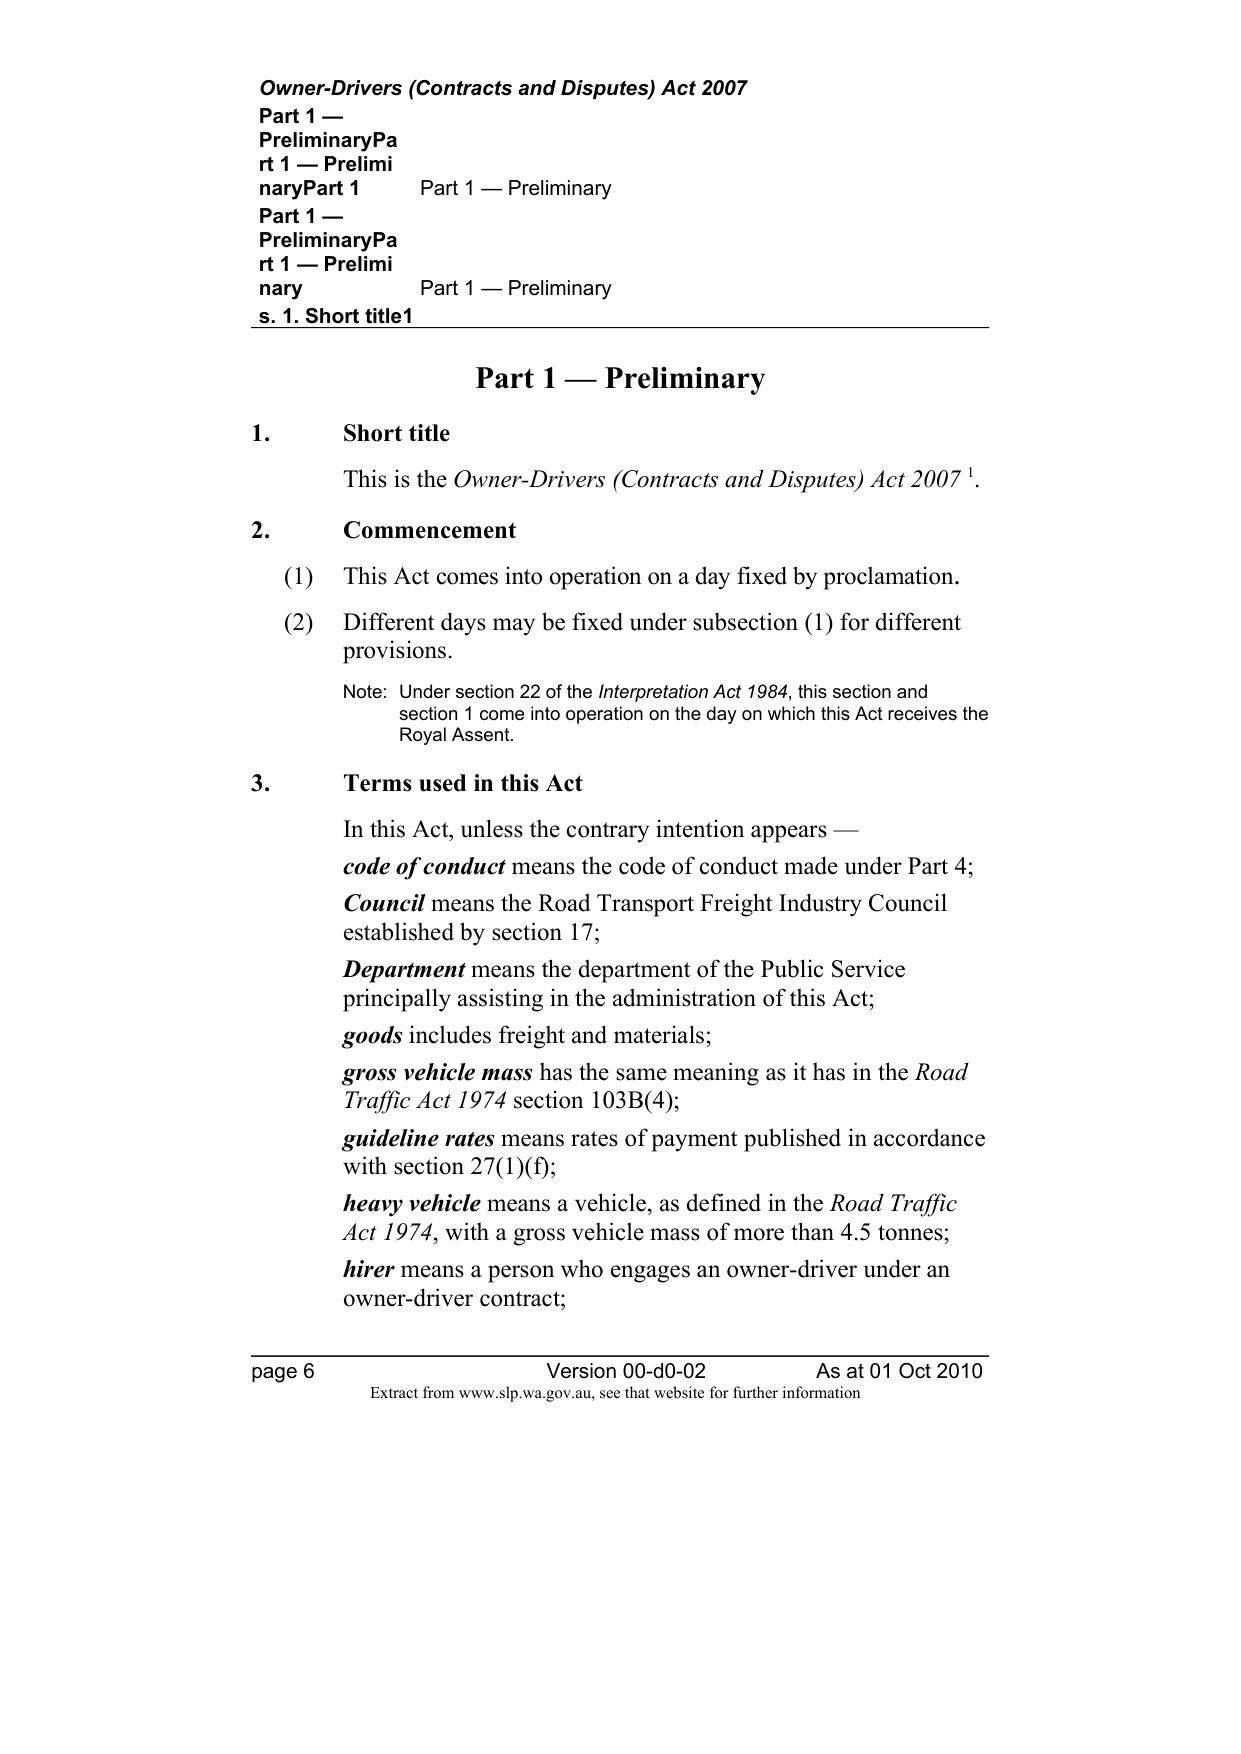 Owner-Drivers (Contracts and Disputes) Act 2007
Part 1 —
PreliminaryPa
rt 1 — Prelimi
naryPart 1 Part 1 — Preliminary
Part 1 —
PreliminaryPa
rt 1 — Prelimi
nary Part 1 — Preliminary
s. 1. Short title1
Part 1 — Preliminary
1. Short title
This is the Owner-Drivers (Contracts and Disputes) Act 2007 1.
2. Commencement
(1) This Act comes into operation on a day fixed by proclamation.
(2) Different days may be fixed under subsection (1) for different
provisions.
Note: Under section 22 of the Interpretation Act 1984, this section and
section 1 come into operation on the day on which this Act receives the
Royal Assent.
3. Terms used in this Act
In this Act, unless the contrary intention appears —
code of conduct means the code of conduct made under Part 4;
Council means the Road Transport Freight Industry Council
established by section 17;
Department means the department of the Public Service
principally assisting in the administration of this Act;
goods includes freight and materials;
gross vehicle mass has the same meaning as it has in the Road
Traffic Act 1974 section 103B(4);
guideline rates means rates of payment published in accordance
with section 27(1)(f);
heavy vehicle means a vehicle, as defined in the Road Traffic
Act 1974, with a gross vehicle mass of more than 4.5 tonnes;
hirer means a person who engages an owner-driver under an
owner-driver contract;
page 6 Version 00-d0-02 As at 01 Oct 2010
Extract from www.slp.wa.gov.au, see that website for further information